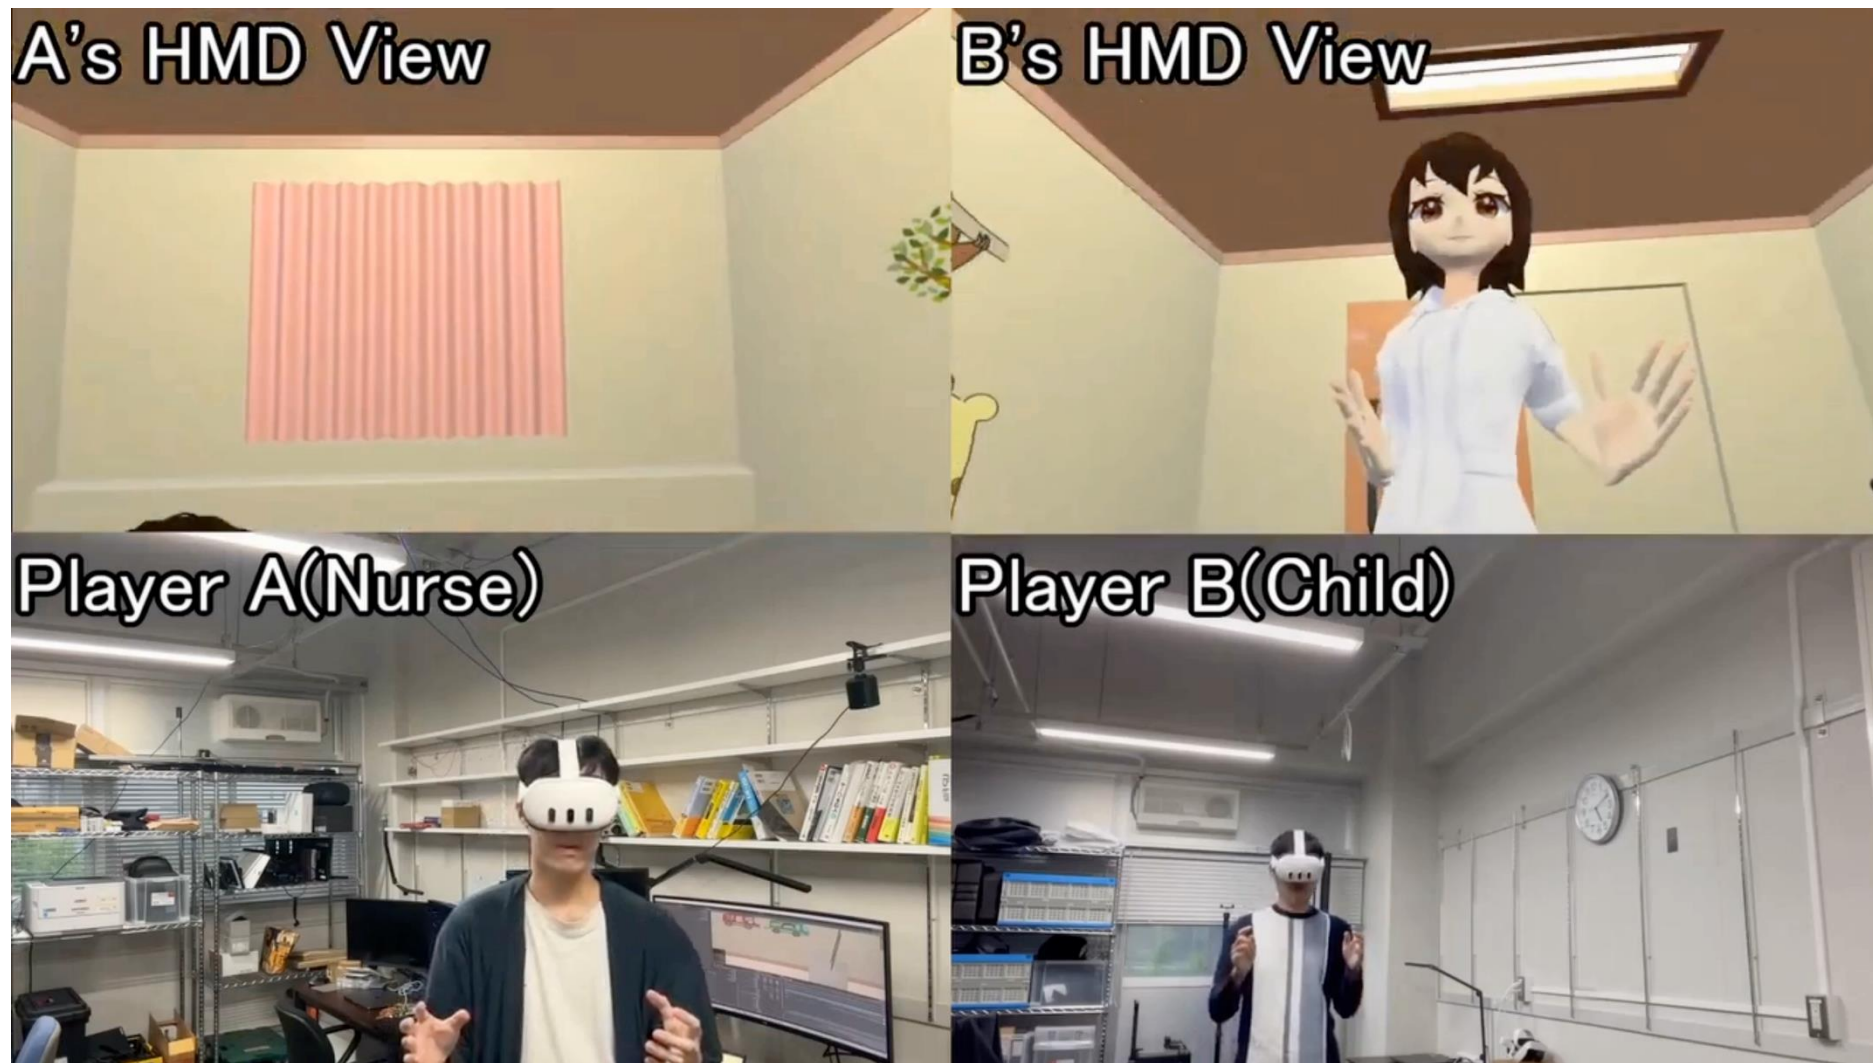 A's HMD View
B's HMD View
Player A(Nurse)
Player B(Child)